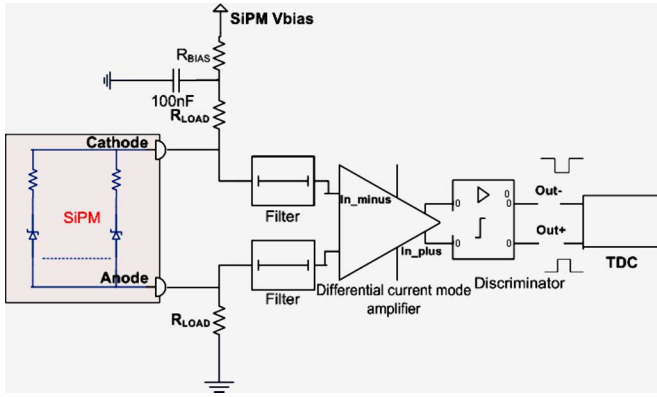 SiPM Vbias
RBIAS
100nF
RLOAD
Cathode
SiPM
Filter
In_minus
In_plus
Filter
Differential current mode
amplifier
0
0
0
0
0
Discriminator
Out-
Out+
TDC
Anode
RLOAD